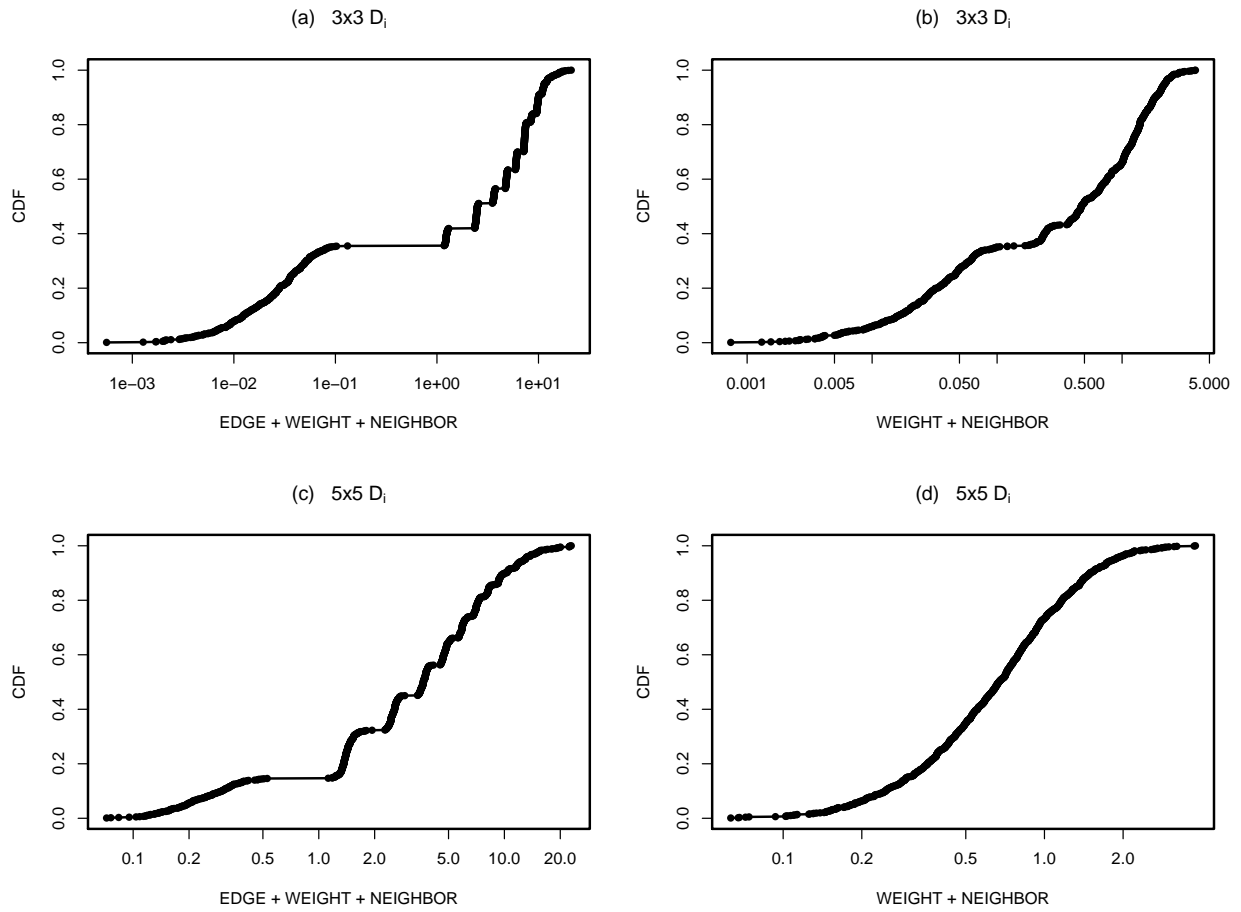 (a) 3x3 Di
CDF
0.0 0.2 0.4 0.6 0.8 1.0
1e−03 1e−02 1e−01 1e+00 1e+01
EDGE + WEIGHT + NEIGHBOR
(b) 3x3 Di
CDF
0.0 0.2 0.4 0.6 0.8 1.0
0.001 0.005 0.050 0.500 5.000
WEIGHT + NEIGHBOR
(c) 5x5 Di
CDF
0.0 0.2 0.4 0.6 0.8 1.0
0.1 0.2 0.5 1.0 2.0 5.0 10.0 20.0
EDGE + WEIGHT + NEIGHBOR
(d) 5x5 Di
CDF
0.0 0.2 0.4 0.6 0.8 1.0
0.1 0.2 0.5 1.0 2.0
WEIGHT + NEIGHBOR